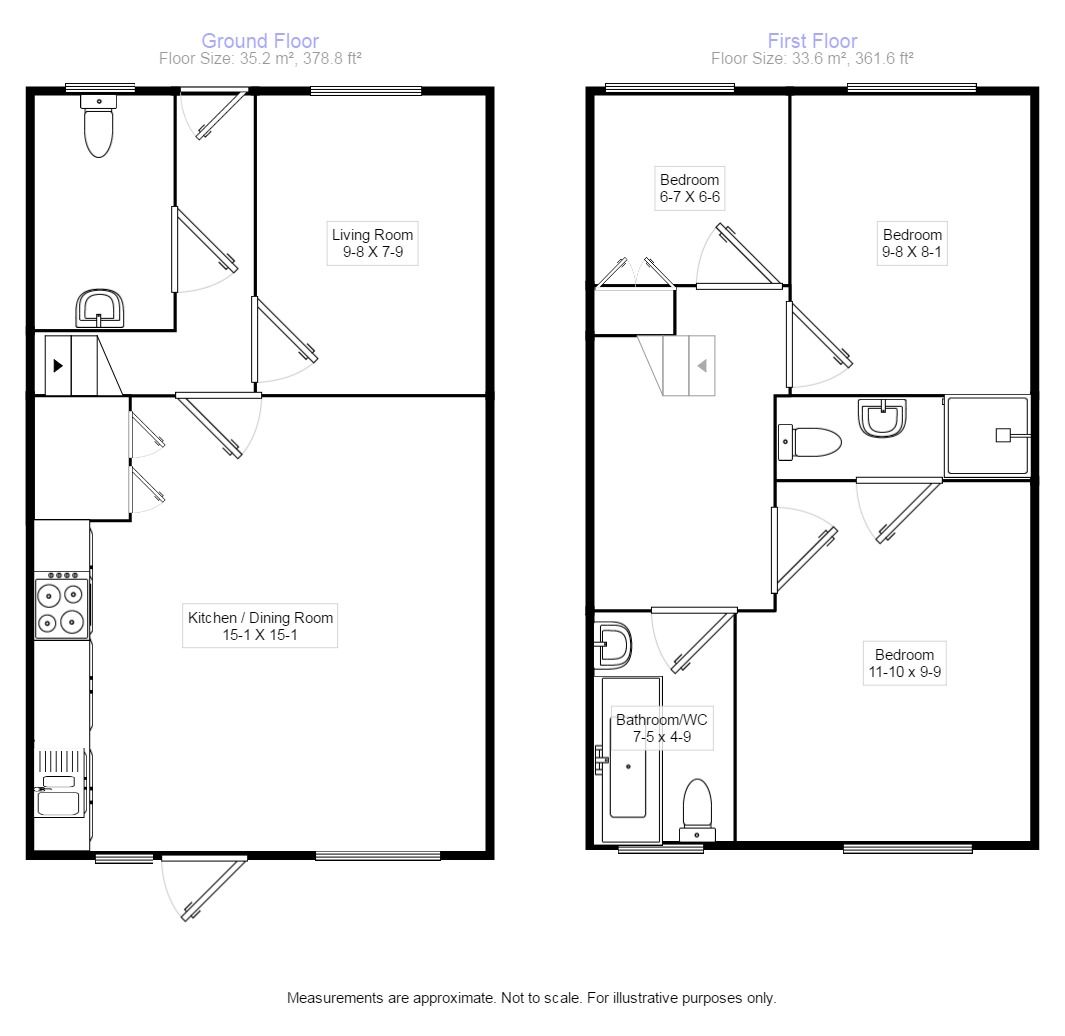 Ground Floor
Floor Size: 35.2 m², 378.8 ft²
Living Room
9-8 X 7-9
Kitchen / Dining Room
15-1 X 15-1
First Floor
Floor Size: 33.6 m², 361.6 ft²
Bedroom
6-7 X 6-6
Bedroom
9-8 X 8-1
Bedroom
11-10 x 9-9
Bathroom/WC
7-5 x 4-9
Measurements are approximate. Not to scale. For illustrative purposes only.